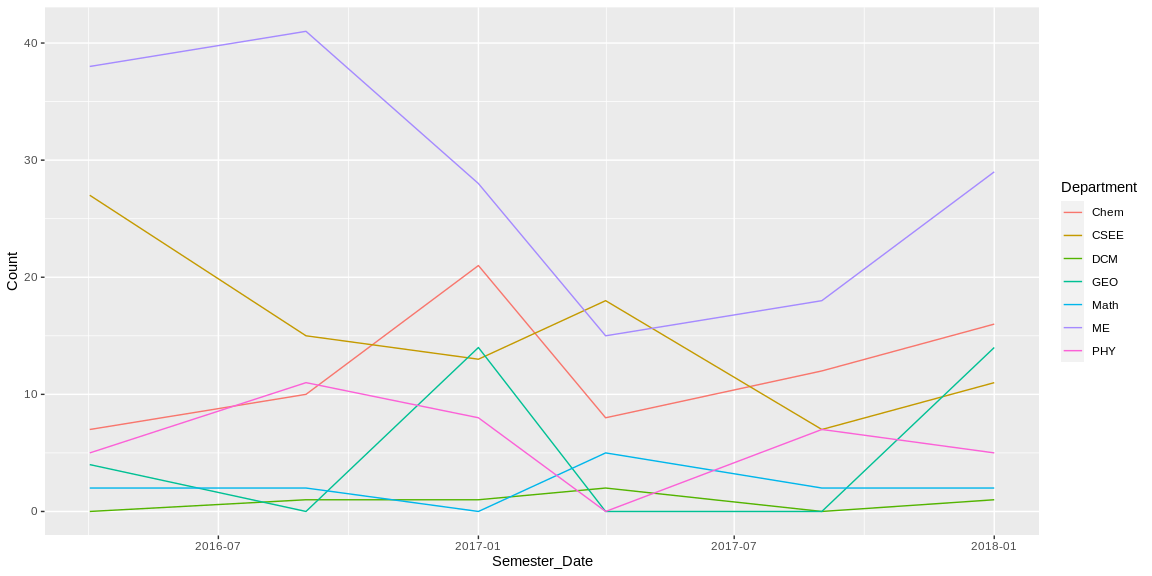 40
30
20
10
0
Count
2016-07
2017-01
2017-07
2018-01
Semester_Date
Department
Chem
CSEE
DCM
GEO
Math
ME
PHY